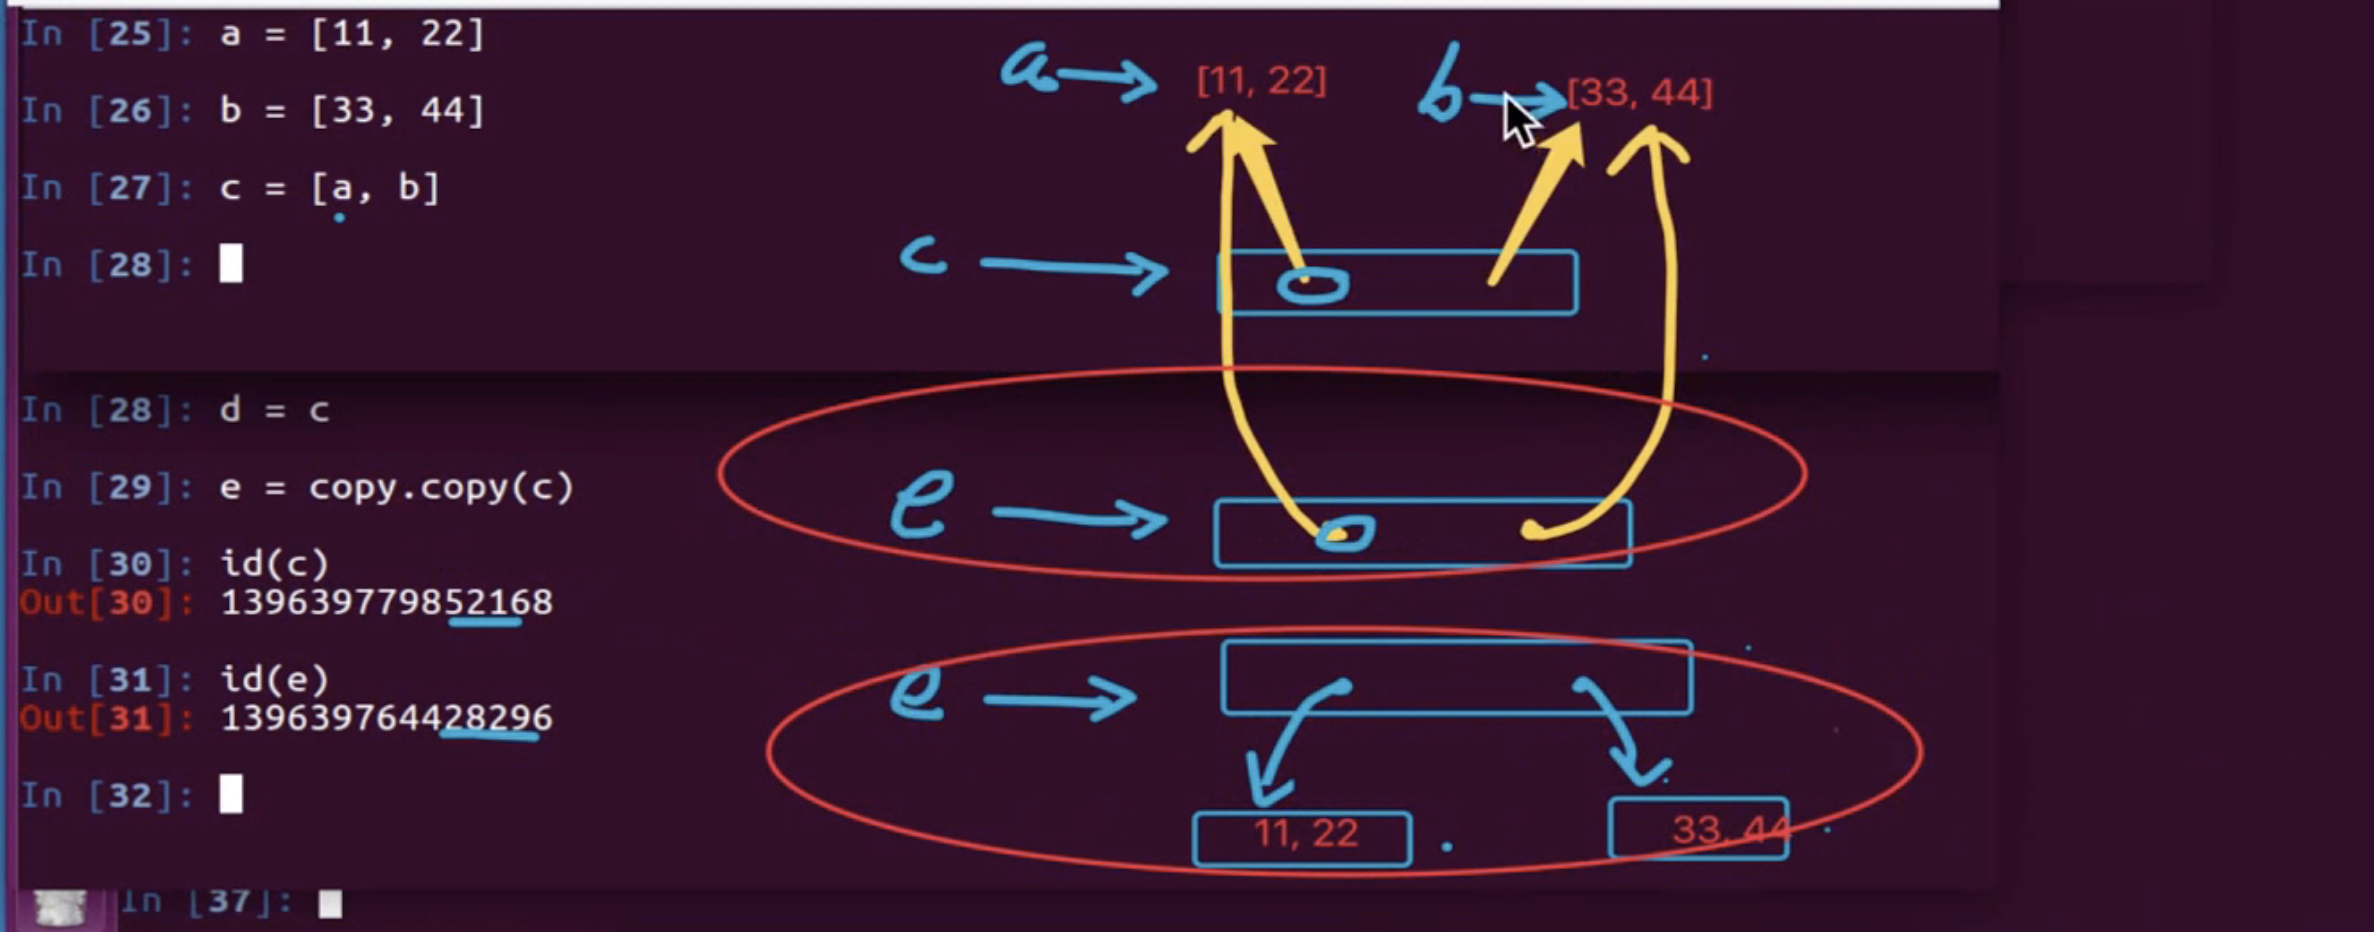 In [25]: a = [11, 22]
a [11, 22] b [33, 44]
In [26]: b = [33, 44]
In [27]: c = [a, b]
c
In [28]:
In [28]: d = c
In [29]: e = copy.copy(c)
e
In [30]: id(c)
Out[30]: 139639779852168
In [31]: id(e)
e
Out[31]: 139639764428296
In [32]:
11, 22 33, 44
In [37]: